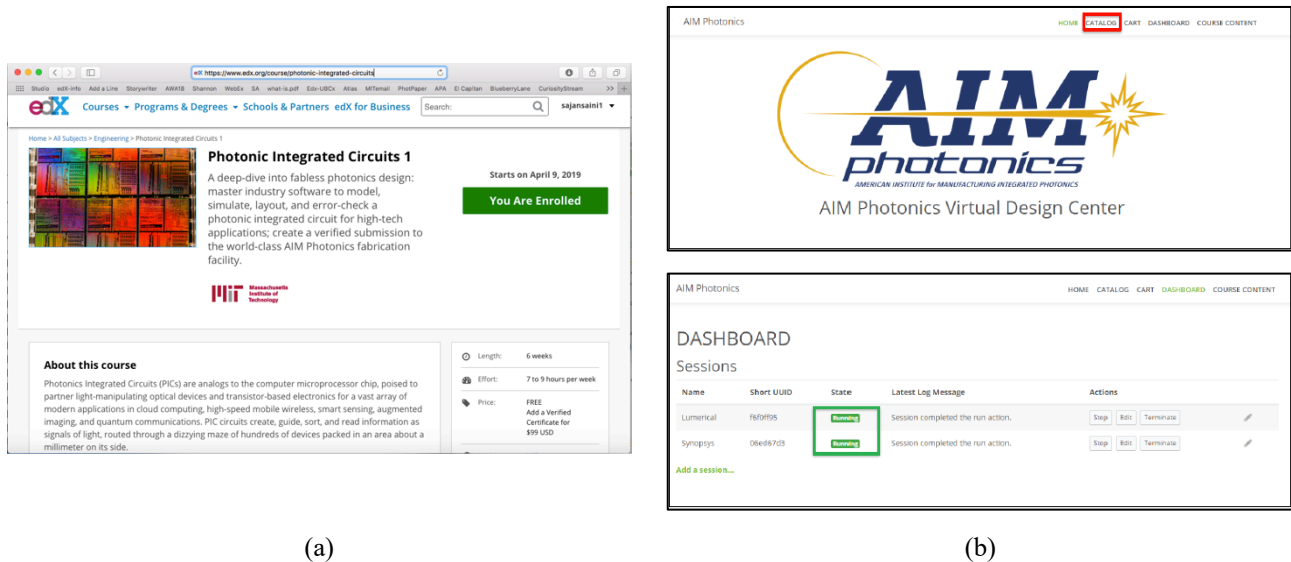 edX https://www.edx.org/course/photonic-integrated-circuits
Studio edX-info Add a Line Storywriter AWA18 Shannon WebEx SA what-is.pdf Edx-UBCx Atlas MITemail PhotPaper APA El Capitan BlueberryLane CuriosityStream >> +
edX Courses Programs & Degrees Schools & Partners edX for Business Search: sajansaini1
Home > All Subjects > Engineering > Photonic Integrated Circuits 1
Photonic Integrated Circuits 1
A deep-dive into fabless photonics design:
master industry software to model,
simulate, layout, and error-check a
photonic integrated circuit for high-tech
applications; create a verified submission to
the world-class AIM Photonics fabrication
facility.
Starts on April 9, 2019
You Are Enrolled
Massachusetts
Institute of
Technology
About this course
Photonics Integrated Circuits (PICs) are analogs to the computer microprocessor chip, poised to
partner light-manipulating optical devices and transistor-based electronics for a vast array of
modern applications in cloud computing, high-speed mobile wireless, smart sensing, augmented
imaging, and quantum communications. PIC circuits create, guide, sort, and read information as
signals of light, routed through a dizzying maze of hundreds of devices packed in an area about a
millimeter on its side.
Length: 6 weeks
Effort: 7 to 9 hours per week
Price: FREE
Add a Verified
Certificate for
$99 USD
(a)
AIM Photonics HOME CATALOG CART DASHBOARD COURSE CONTENT
AIM
photonics
AMERICAN INSTITUTE for MANUFACTURING INTEGRATED PHOTONICS
AIM Photonics Virtual Design Center
AIM Photonics HOME CATALOG CART DASHBOARD COURSE CONTENT
DASHBOARD
Sessions
Name Short UUID State Latest Log Message Actions
Lumerical f6f0ff95 Running Session completed the run action. Stop Edit Terminate
Synopsys 06ed67d3 Running Session completed the run action. Stop Edit Terminate
Add a session...
(b)